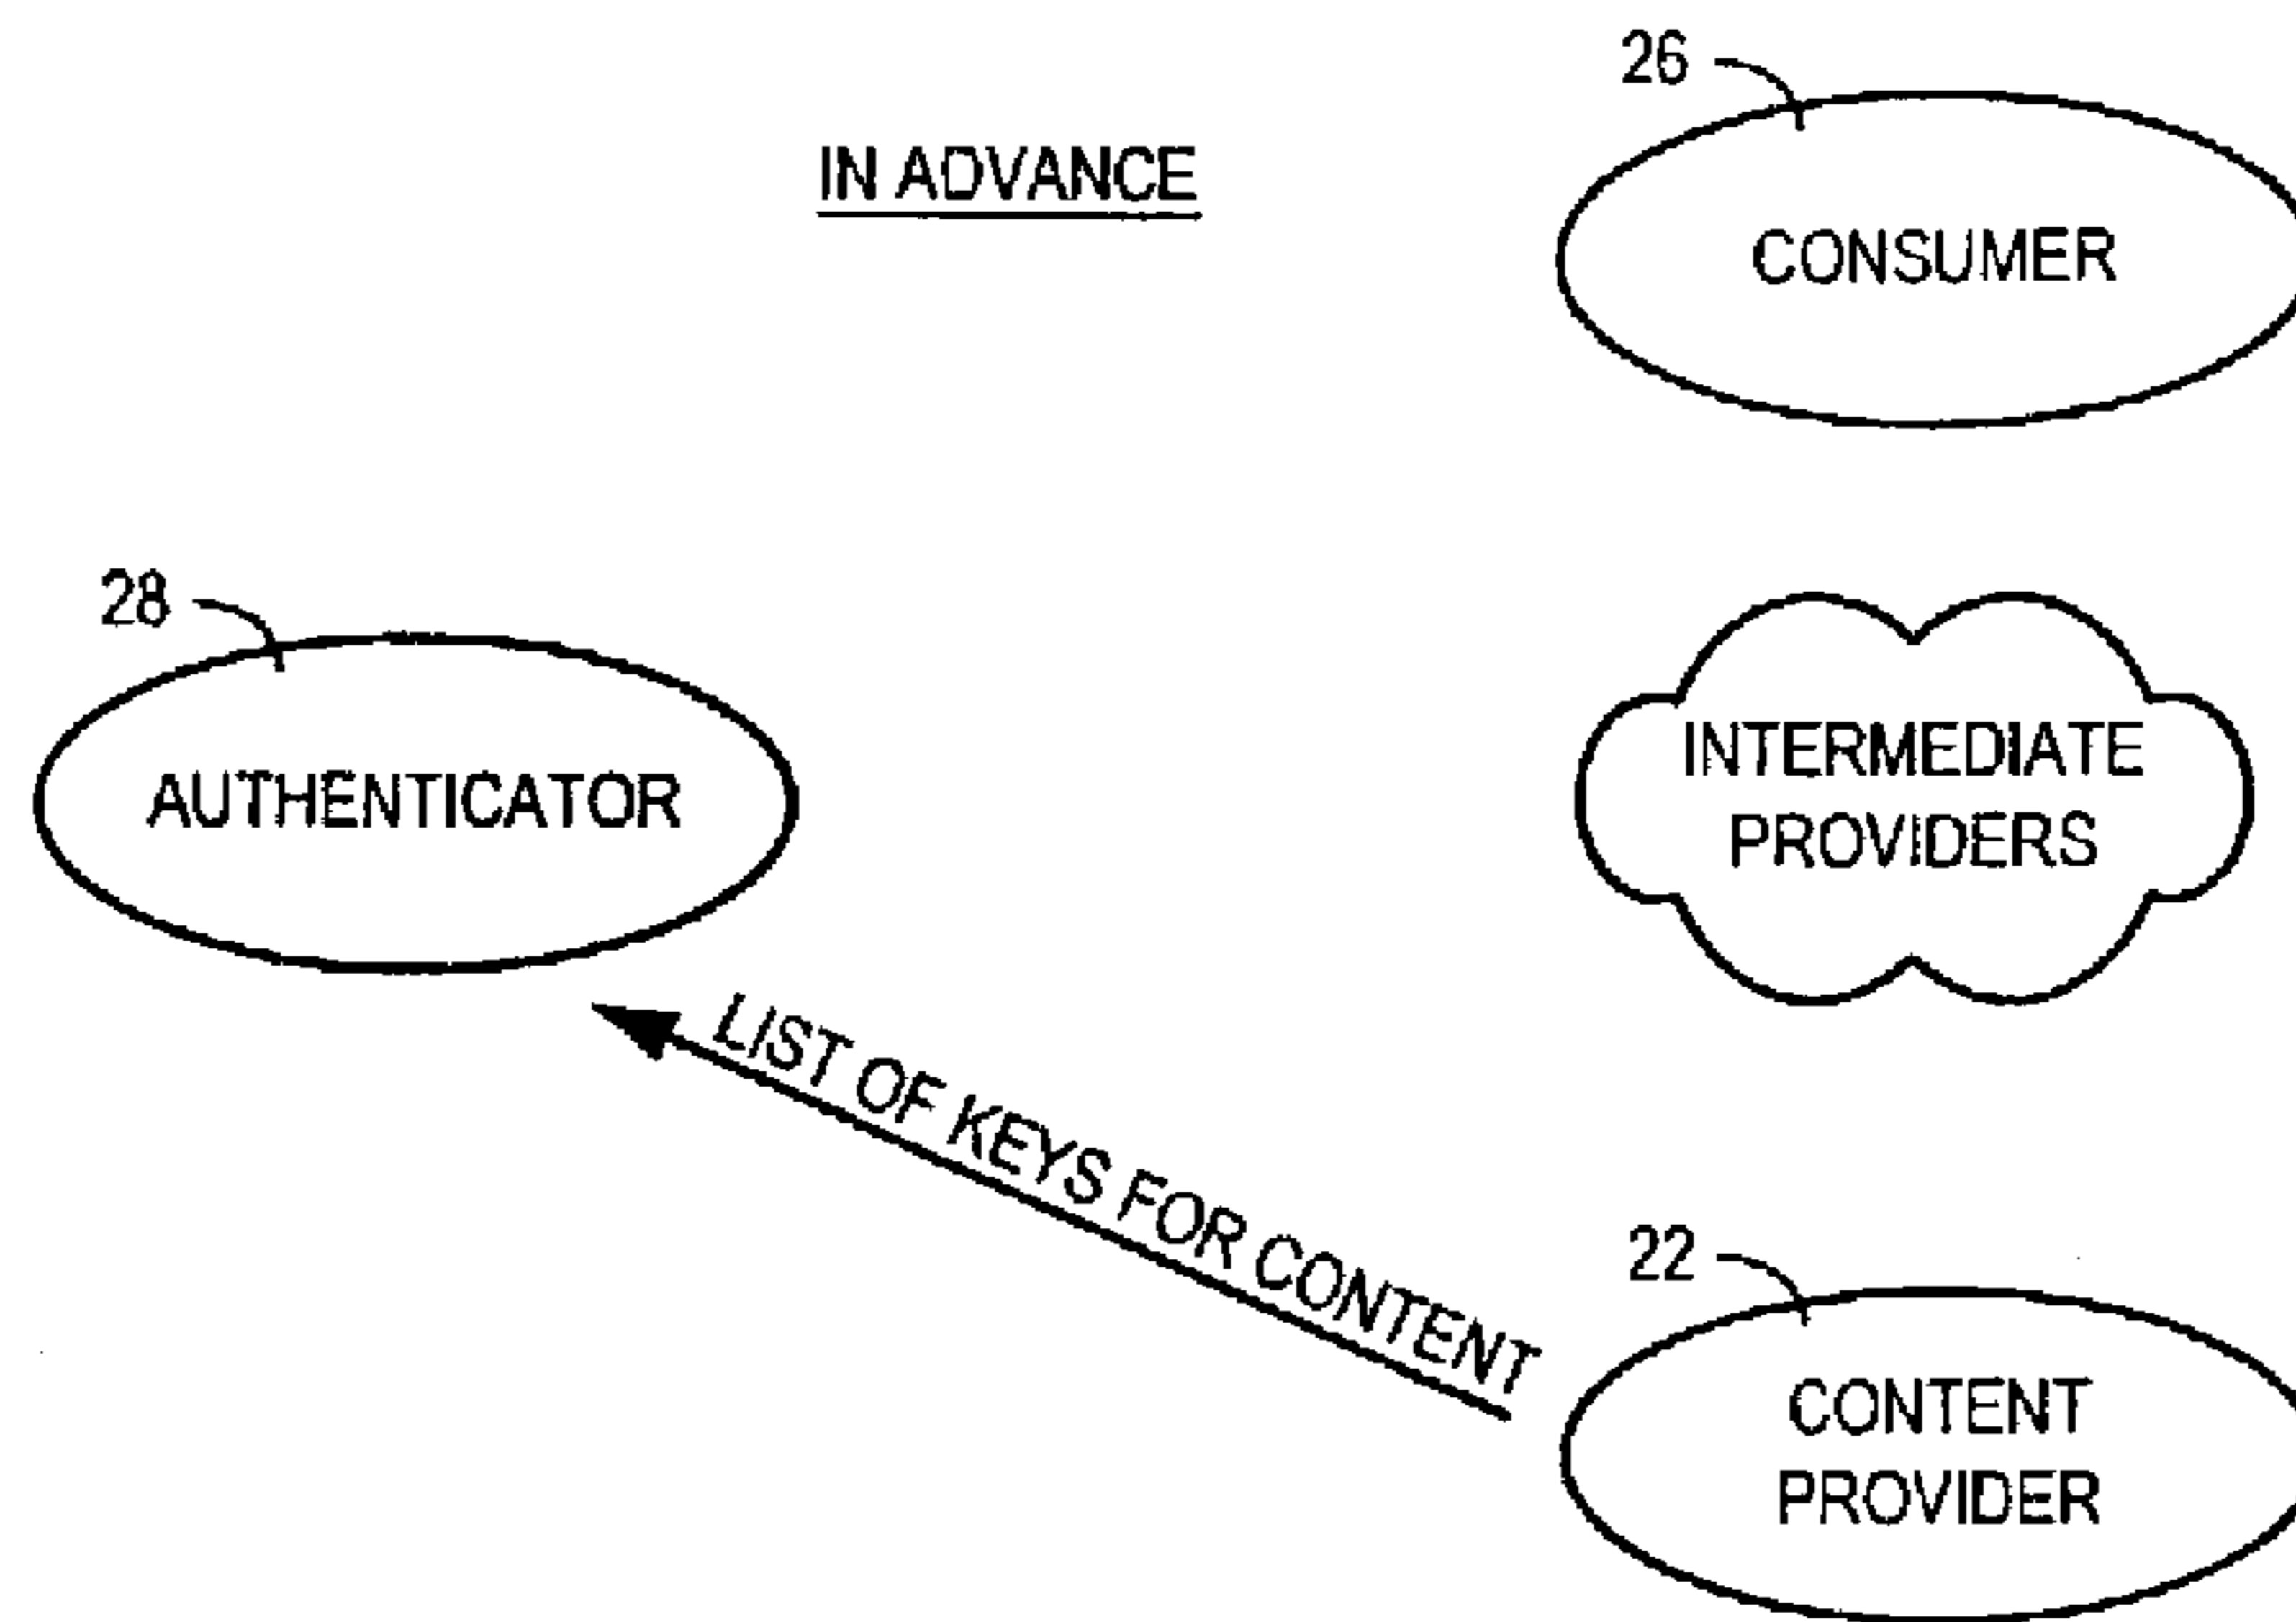 26
IN ADVANCE
CONSUMER
28
AUTHENTICATOR
INTERMEDIATE
PROVIDERS
LIST OF KEYS FOR CONTENT
22
CONTENT
PROVIDER